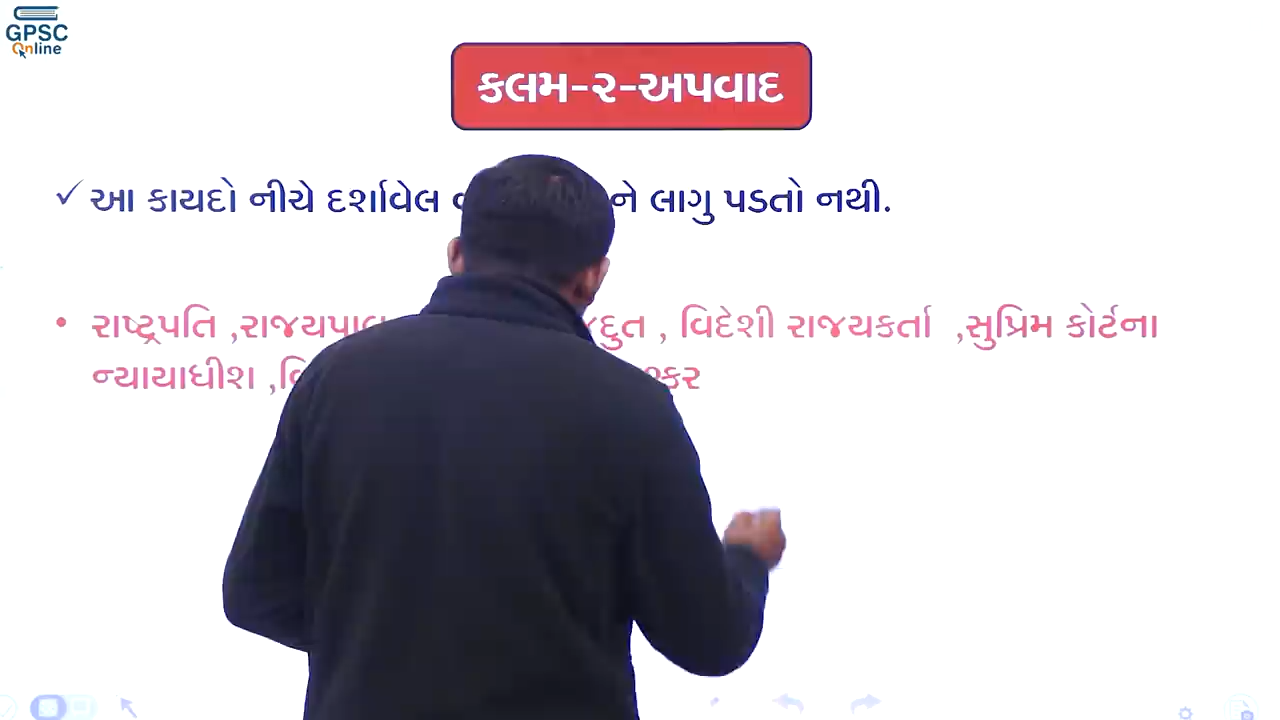 GPSC
Online
કલમ-૨-અપવાદ
આ કાયદો નીચે દર્શાવેલ ને લાગુ પડતો નથી.
રાષ્ટ્રપતિ ,રાજયપાલ , વિદેશી રાજયકર્તા ,સુપ્રિમ કોર્ટના
ન્યાયાધીશ ,